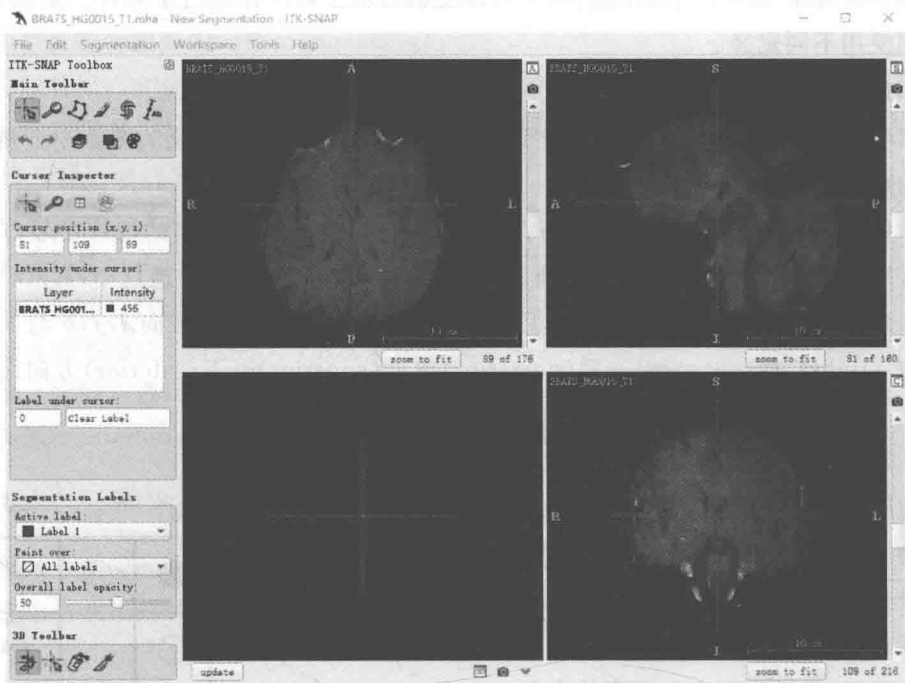 BRATS_HG0015_T1.mha - New Segmentation - ITK-SNAP
File Edit Segmentation Workspace Tools Help
ITK-SNAP Toolbox
Main Toolbar
Cursor Inspector
Cursor position (x,y,z):
81 109 89
Intensity under cursor:
Layer Intensity
BRATS_HG001... 456
Label under cursor:
0 Clear Label
Segmentation Labels
Active label:
Label 1
Paint over:
All labels
Overall label opacity:
50
3D Toolbar
BRATS_HG0015_T1
A
A
R
L
P
zoom to fit 89 of 176
BRATS_HG0015_T1
S
S
A
P
I
zoom to fit 81 of 160
update
BRATS_HG0015_T1
S
C
R
L
I
zoom to fit 109 of 216